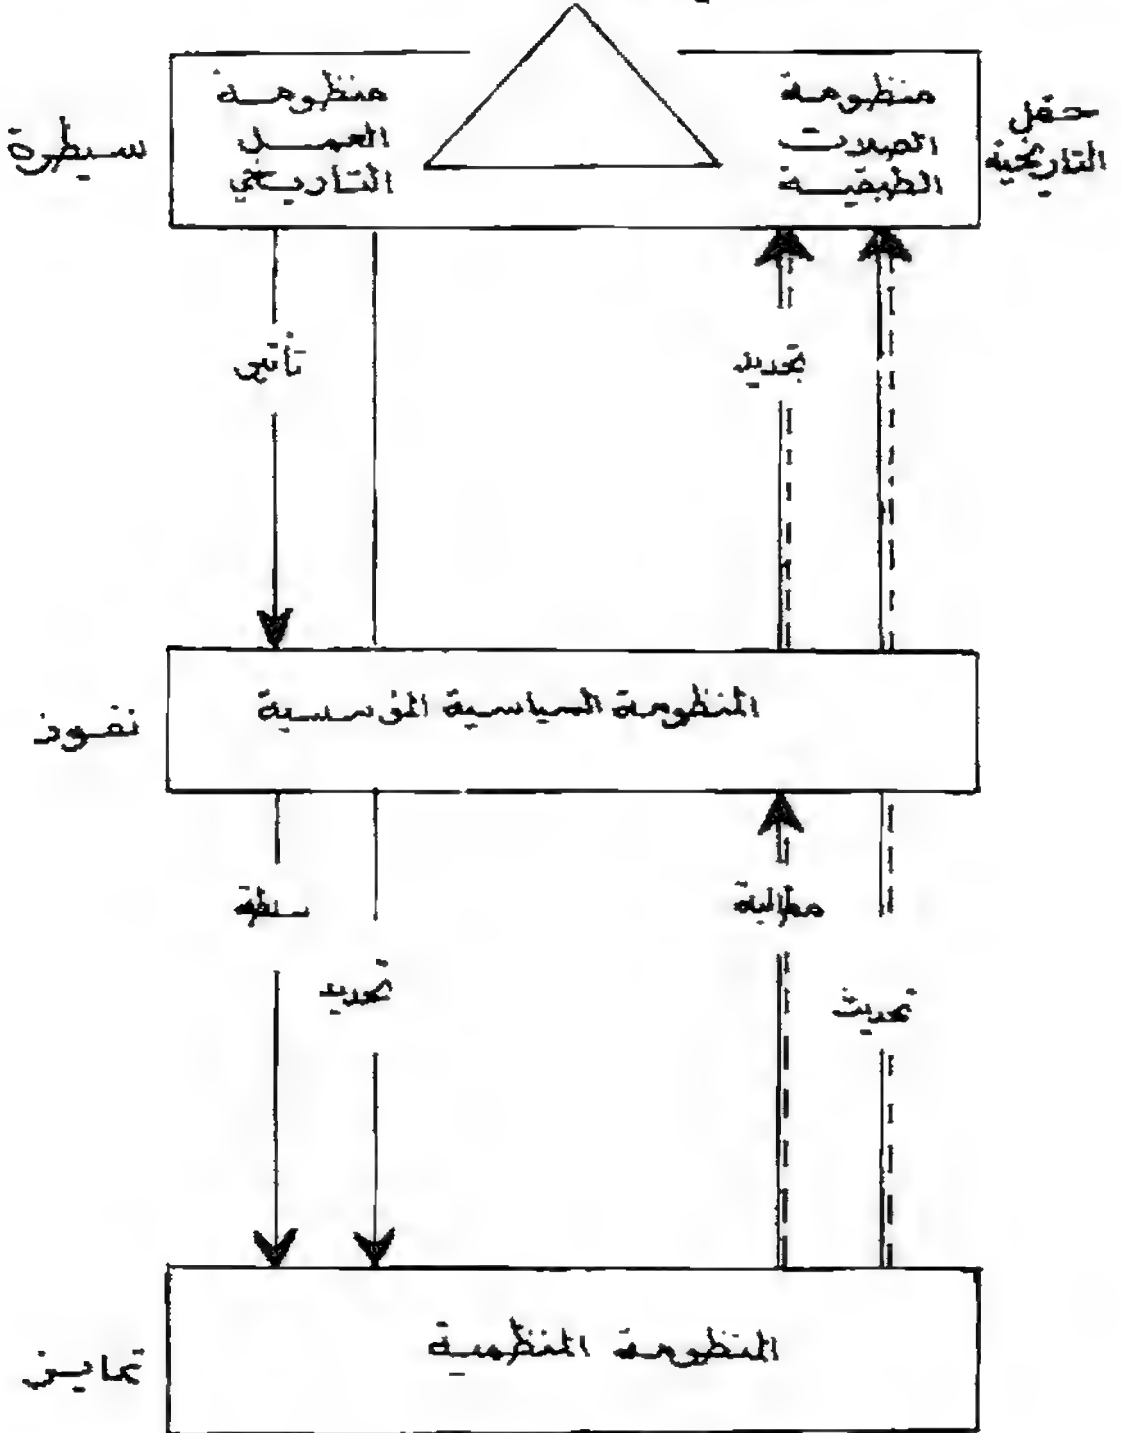 حقل
التاريخية
منظومة
الصلات
الطبقية
منظومة
العمل
التاريخي
سيطرة
تأثير
تجديد
المنظومة السياسية المؤسسية
نفوذ
سلطة
مطالبة
تحديد
تحديث
المنظومة المنظمية
تمايز